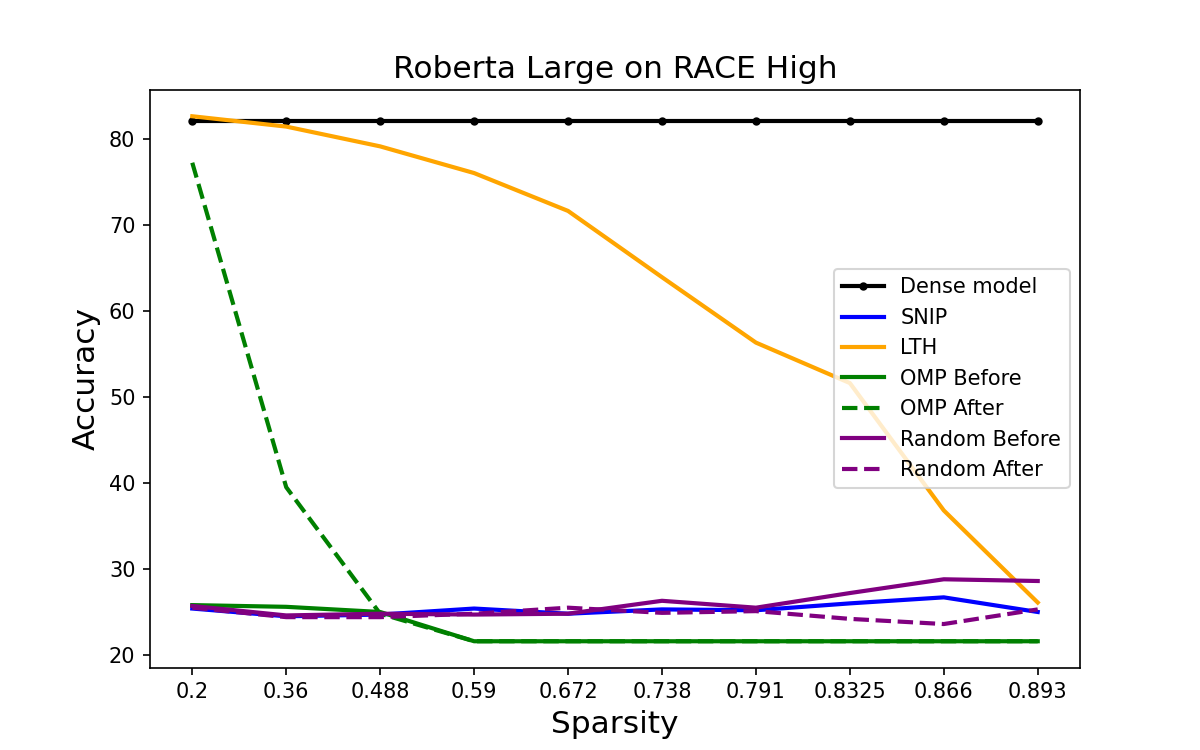 Roberta Large on RACE High
Accuracy
80
70
60
50
40
30
20
Dense model
SNIP
LTH
OMP Before
OMP After
Random Before
Random After
0.2 0.36 0.488 0.59 0.672 0.738 0.791 0.8325 0.866 0.893
Sparsity